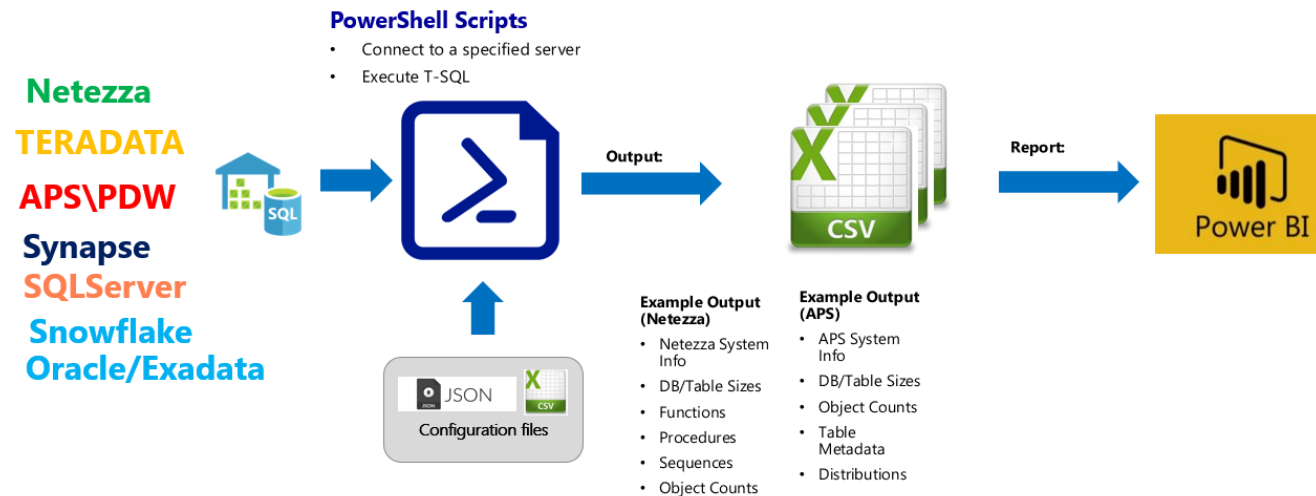 PowerShell Scripts
• Connect to a specified server
• Execute T-SQL
Netezza
TERADATA
APS\PDW
Synapse
SQLServer
Snowflake
Oracle/Exadata
SQL
Output:
X
CSV
Report:
Power BI
JSON
JSON
X
CSV
Configuration files
Example Output
(Netezza)
• Netezza System
Info
• DB/Table Sizes
• Functions
• Procedures
• Sequences
• Object Counts
Example Output
(APS)
• APS System
Info
• DB/Table Sizes
• Object Counts
• Table
Metadata
• Distributions